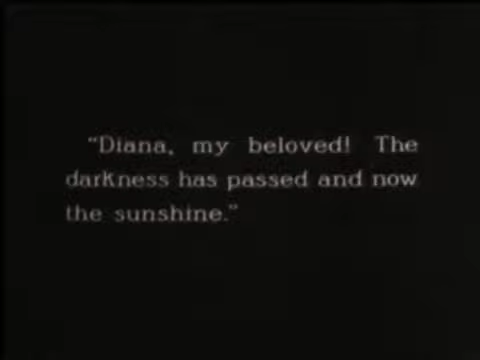 “Diana, my beloved! The
darkness has passed and now
the sunshine.”